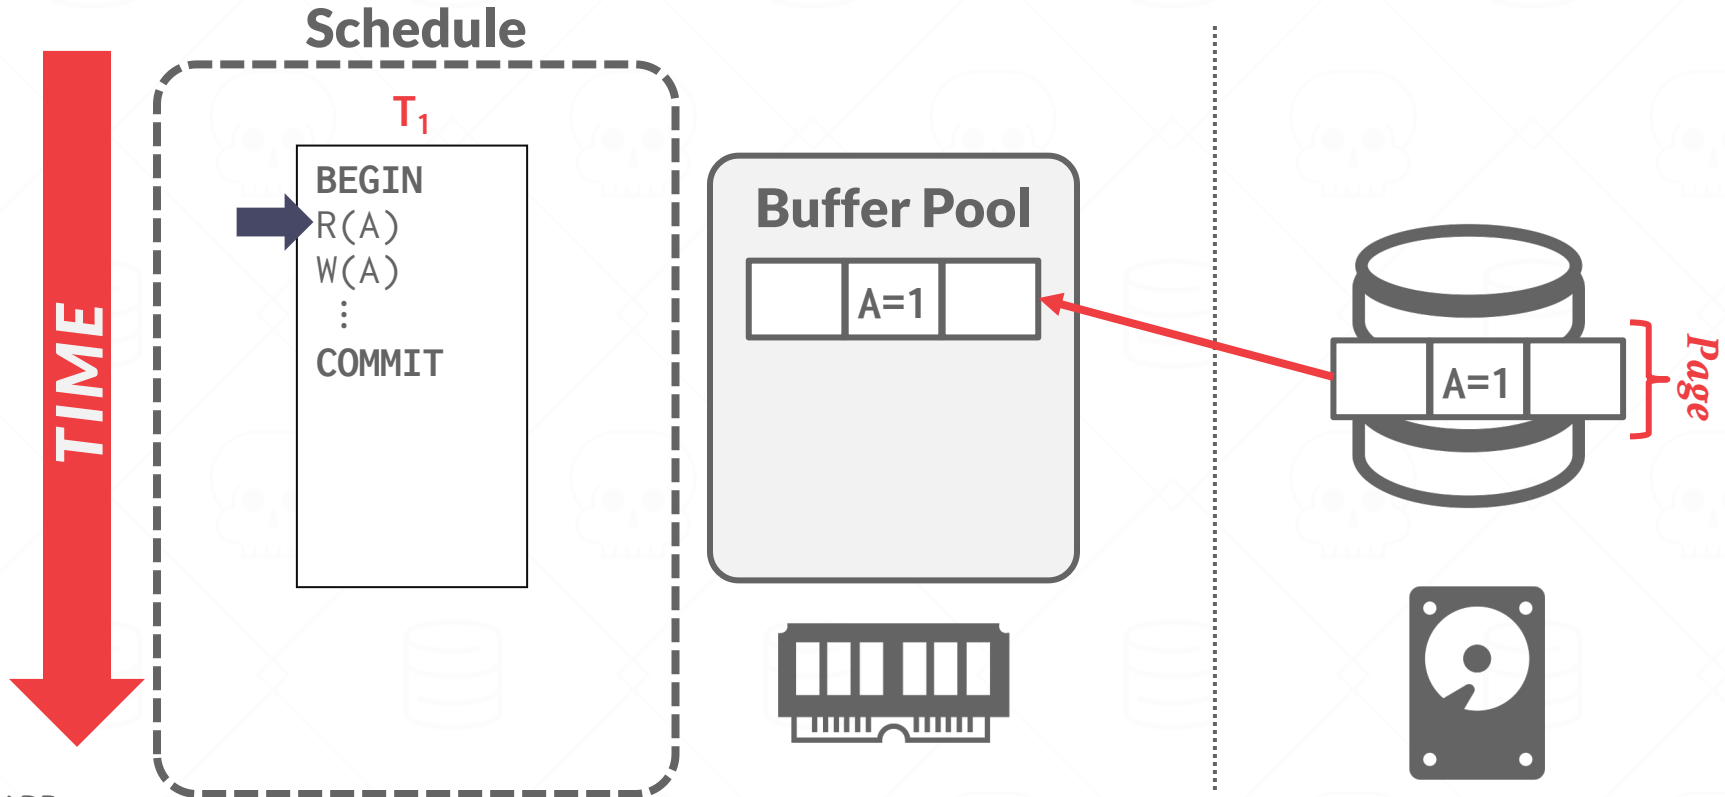 Schedule
TIME
T₁
BEGIN
R(A)
W(A)
⋮
COMMIT
Buffer Pool
A=1
A=1
Page